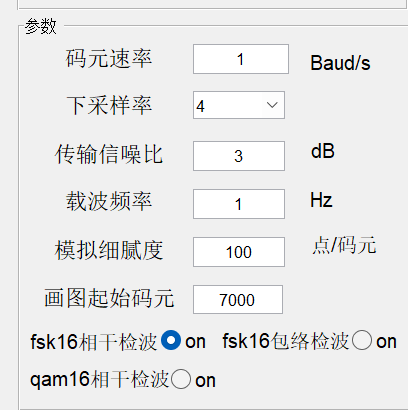 参数
码元速率 1 Baud/s
下采样率 4
传输信噪比 3 dB
载波频率 1 Hz
模拟细腻度 100 点/码元
画图起始码元 7000
fsk16相干检波 on fsk16包络检波 on
qam16相干检波 on